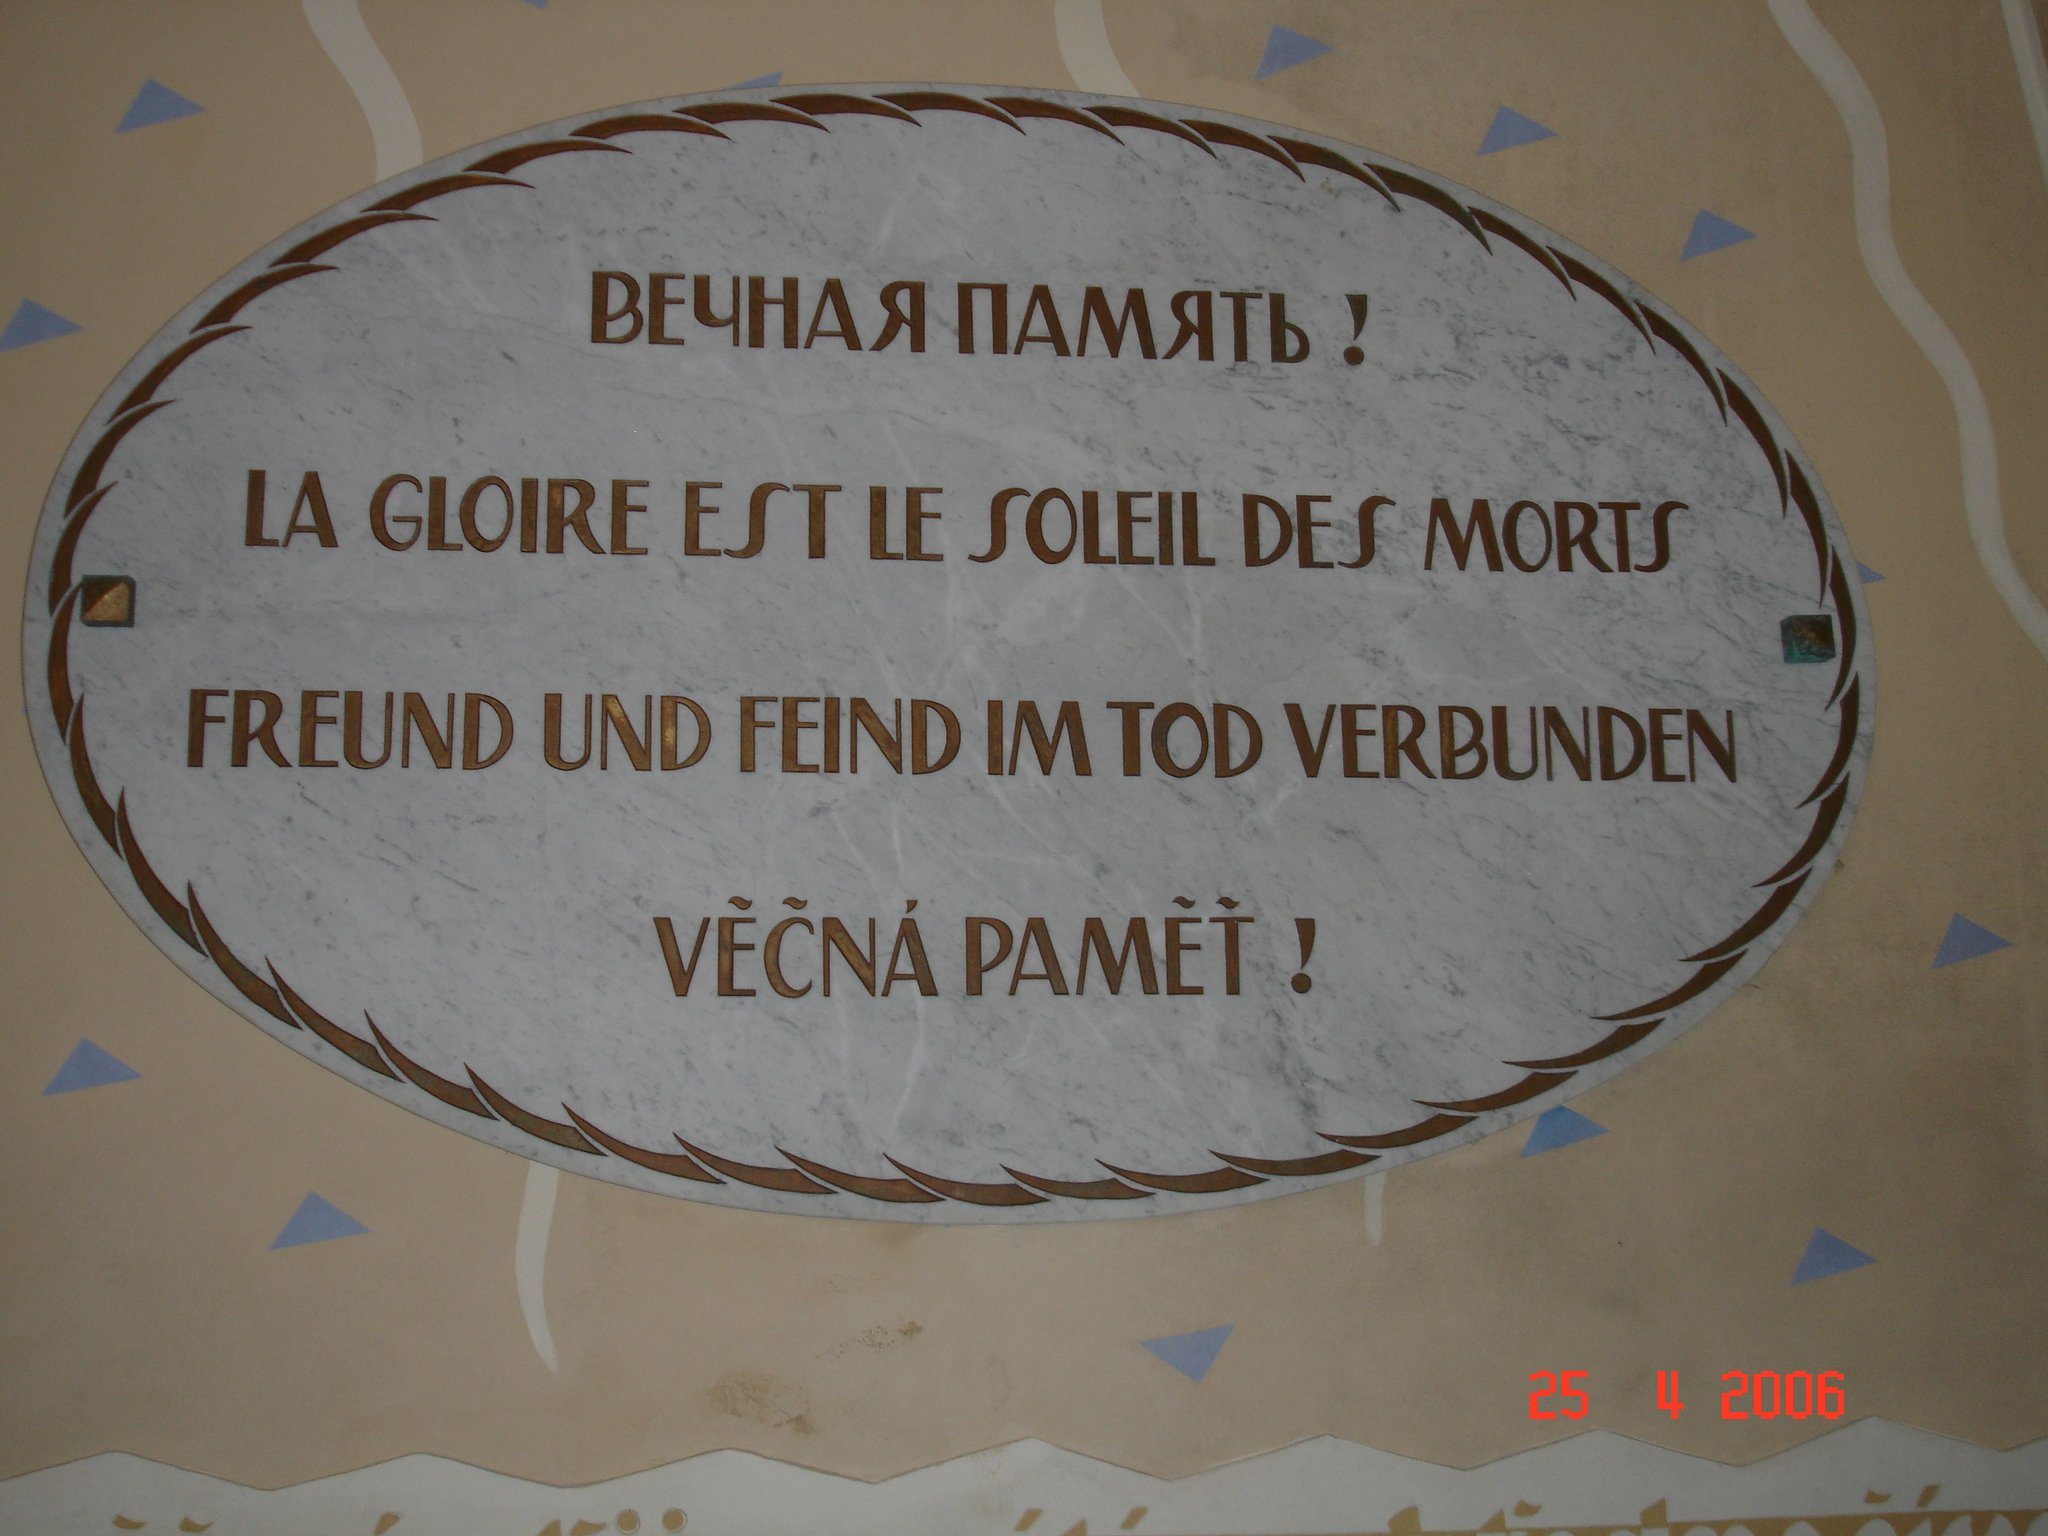 ВЕЧНАЯ ПАМЯТЬ !
LA GLOIRE EST LE SOLEIL DES MORTS
FREUND UND FEIND IM TOD VERBUNDEN
VĚČNÁ PAMĚŤ !
25 4 2006